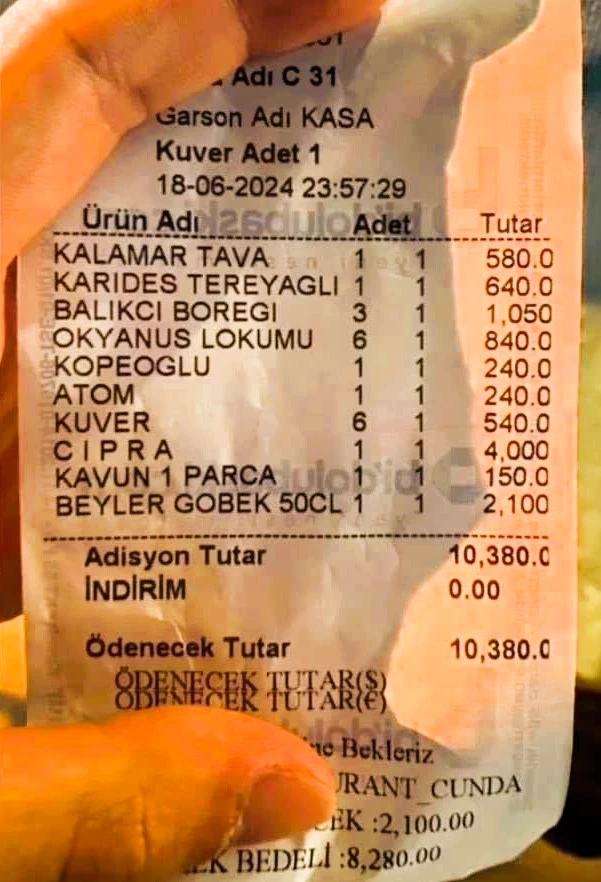 Adı C 31
Garson Adı KASA
Kuver Adet 1
18-06-2024 23:57:29
Ürün Adı Adet Tutar
KALAMAR TAVA 1 1 580.0
KARIDES TEREYAGLI 1 1 640.0
BALIKCI BOREGI 3 1 1,050
OKYANUS LOKUMU 6 1 840.0
KOPEOGLU 1 1 240.0
ATOM 1 1 240.0
KUVER 6 1 540.0
C I P R A 1 1 4,000
KAVUN 1 PARCA 1 1 150.0
BEYLER GOBEK 50CL 1 1 2,100
Adisyon Tutar 10,380.0
İNDİRİM 0.00
Ödenecek Tutar 10,380.0
ÖDENECEK TUTAR($)
ÖDENECEK TUTAR(€)
Bekleriz
URANT_CUNDA
EK :2,100.00
EK BEDELİ :8,280.00